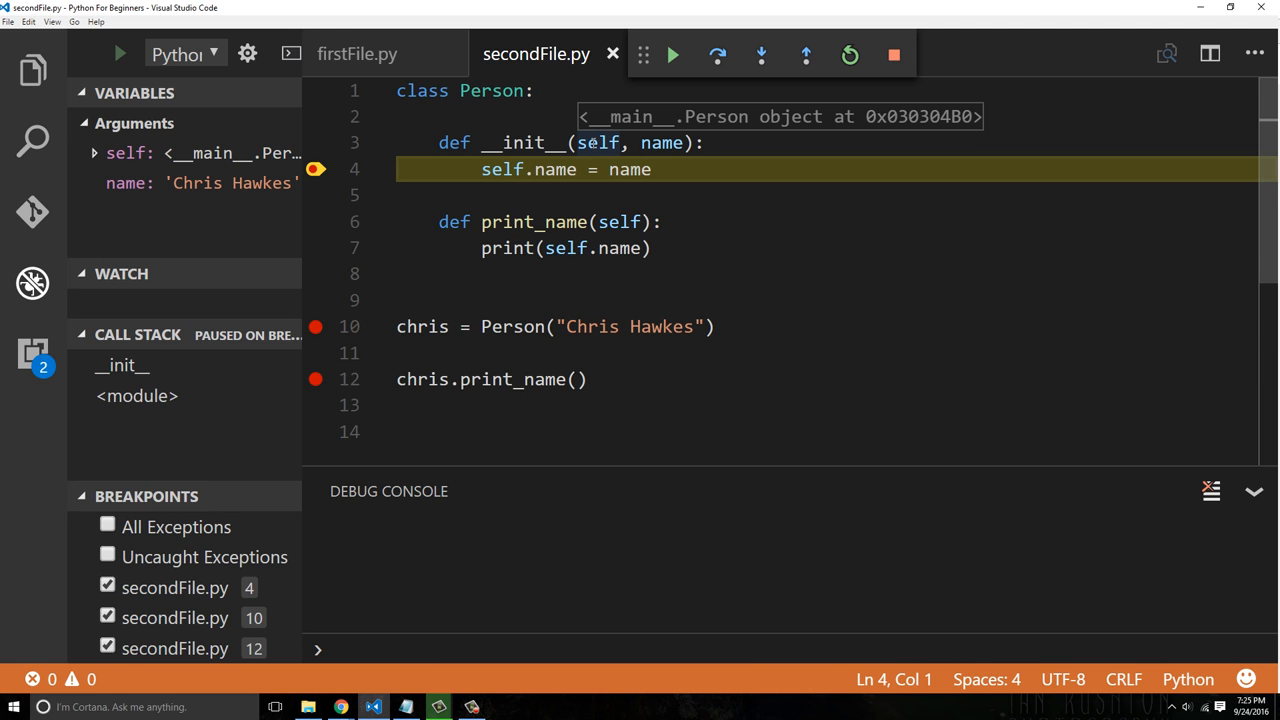 secondFile.py - Python For Beginners - Visual Studio Code
File Edit View Go Help
Pythor
firstFile.py
secondFile.py
VARIABLES
Arguments
self: <__main__.Per...
name: 'Chris Hawkes'
WATCH
CALL STACK PAUSED ON BRE...
__init__
<module>
BREAKPOINTS
All Exceptions
Uncaught Exceptions
secondFile.py 4
secondFile.py 10
secondFile.py 12
2
1 class Person:
2
<__main__.Person object at 0x030304B0>
3 def __init__(self, name):
4 self.name = name
5
6 def print_name(self):
7 print(self.name)
8
9
10 chris = Person("Chris Hawkes")
11
12 chris.print_name()
13
14
DEBUG CONSOLE
0 0
Ln 4, Col 1 Spaces: 4 UTF-8 CRLF Python
I'm Cortana. Ask me anything.
7:25 PM
9/24/2016